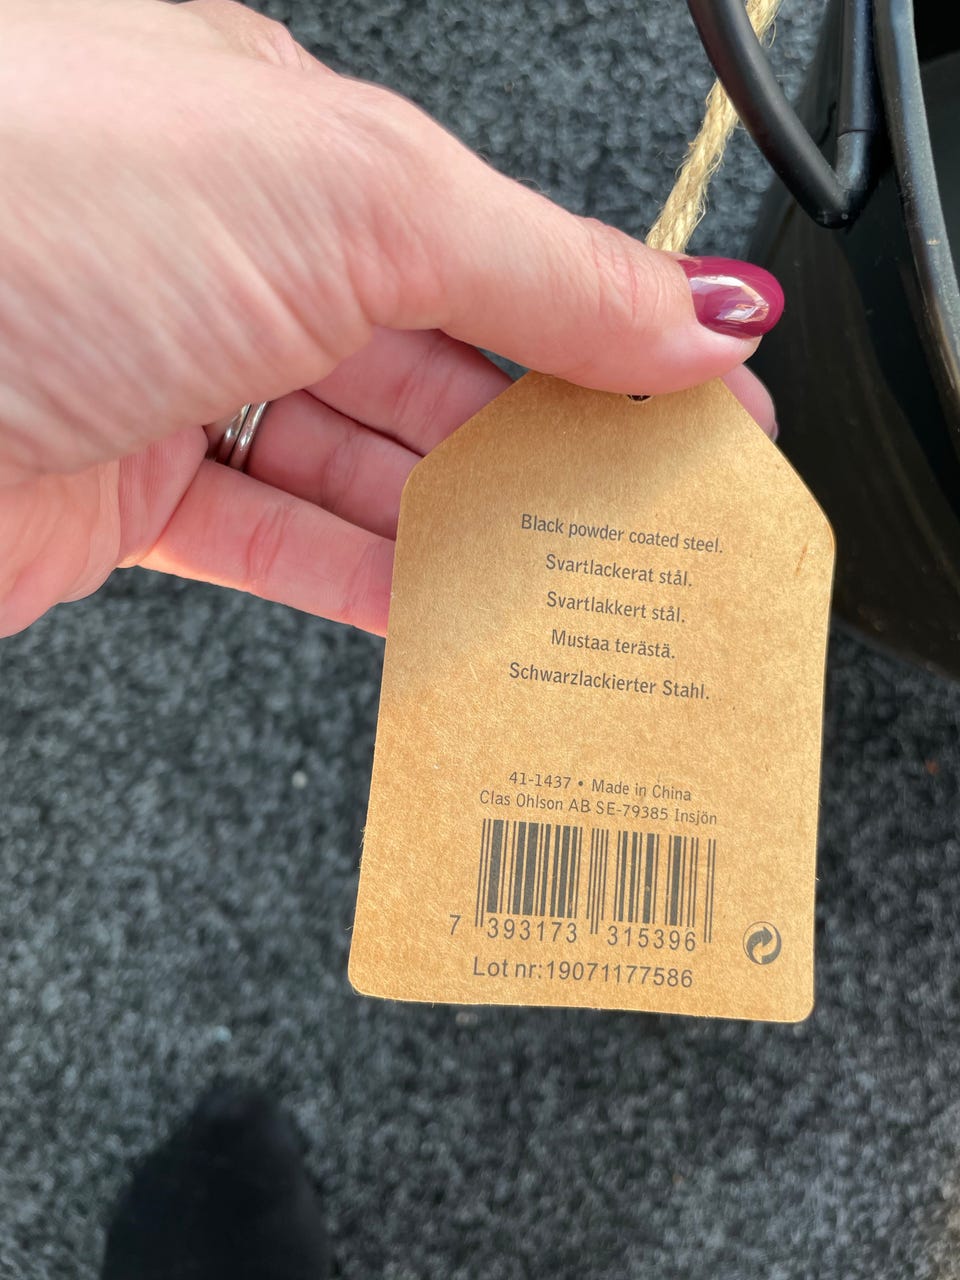 Black powder coated steel.
Svartlackerat stål.
Svartlakkert stål.
Mustaa terästä.
Schwarzlackierter Stahl.
41-1437 • Made in China
Clas Ohlson AB SE-79385 Insjön
7 393173 315396
Lot nr:19071177586